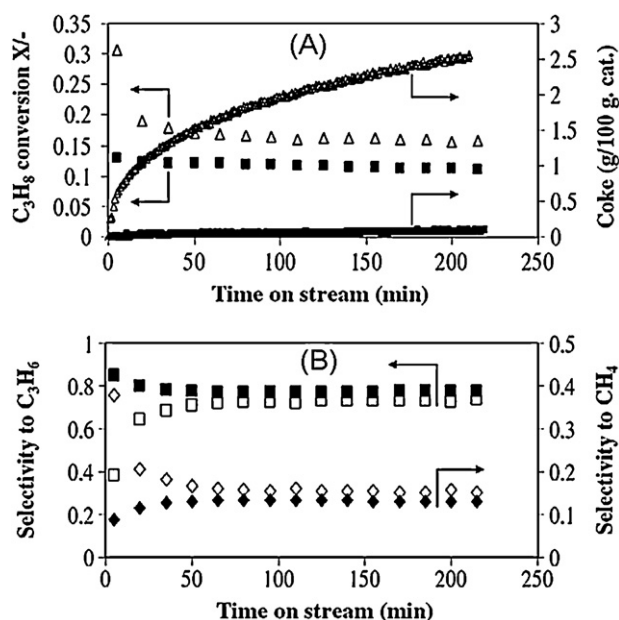 (A)
C₃H₈ conversion X/-
0.35
0.3
0.25
0.2
0.15
0.1
0.05
0
3
2.5
2
1.5
1
0.5
0
Coke (g/100 g. cat.)
0 50 100 150 200 250
Time on stream (min)
(B)
Selectivity to C₃H₆
1
0.8
0.6
0.4
0.2
0
0.5
0.4
0.3
0.2
0.1
0
Selectivity to CH₄
0 50 100 150 200 250
Time on stream (min)